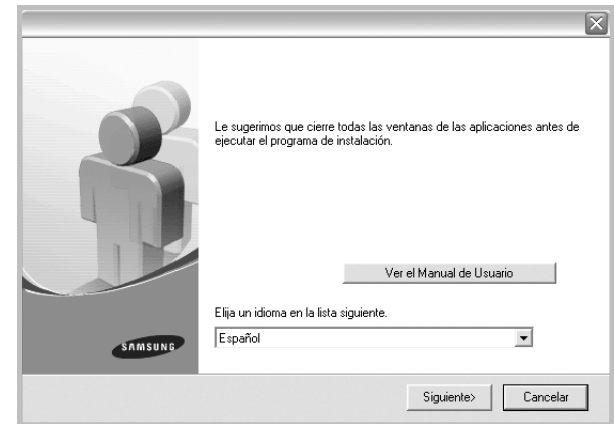 Le sugerimos que cierre todas las ventanas de las aplicaciones antes de
ejecutar el programa de instalación.
Ver el Manual de Usuario
Elija un idioma en la lista siguiente.
Español
SAMSUNG
Siguiente>
Cancelar